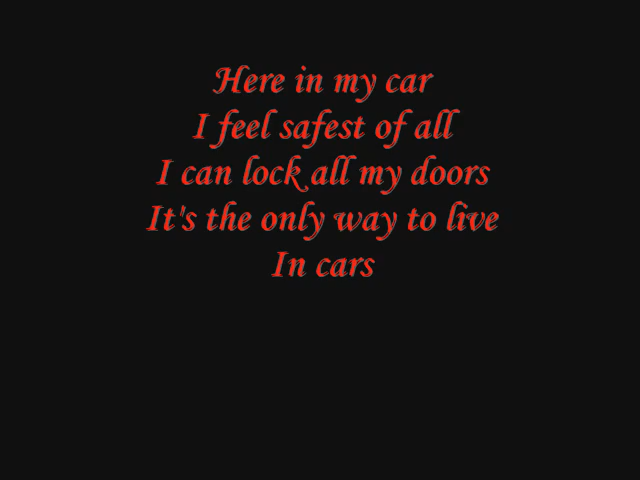 Here in my car
I feel safest of all
I can lock all my doors
It's the only way to live
In cars